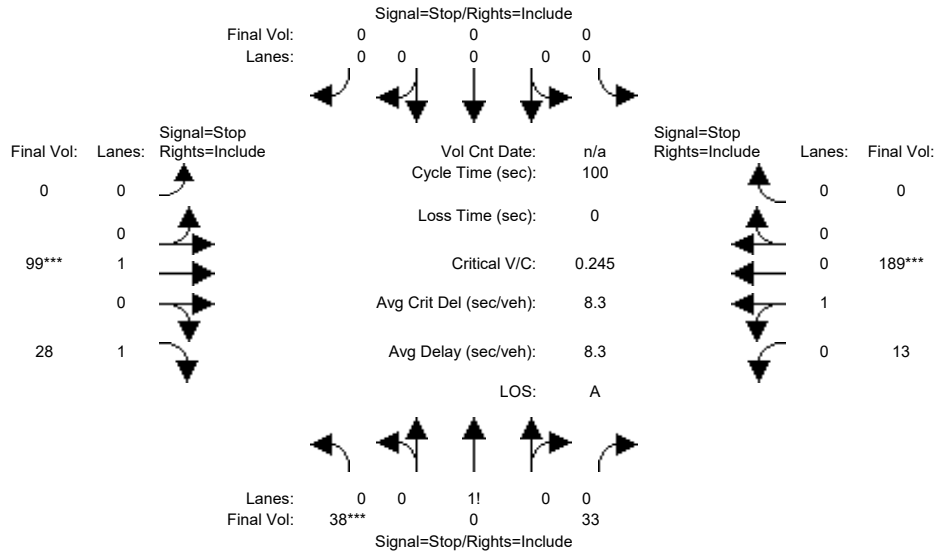 Signal=Stop/Rights=Include
Final Vol: 0 0 0
Lanes: 0 0 0 0 0
Signal=Stop
Final Vol: Lanes: Rights=Include
Vol Cnt Date: n/a
Signal=Stop
Rights=Include Lanes: Final Vol:
Cycle Time (sec): 100
0 0
0 0
Loss Time (sec): 0
0
0
99*** 1
Critical V/C: 0.245
0 189***
0
Avg Crit Del (sec/veh): 8.3
1
28 1
Avg Delay (sec/veh): 8.3
0 13
LOS: A
Lanes: 0 0 1! 0 0
Final Vol: 38*** 0 33
Signal=Stop/Rights=Include